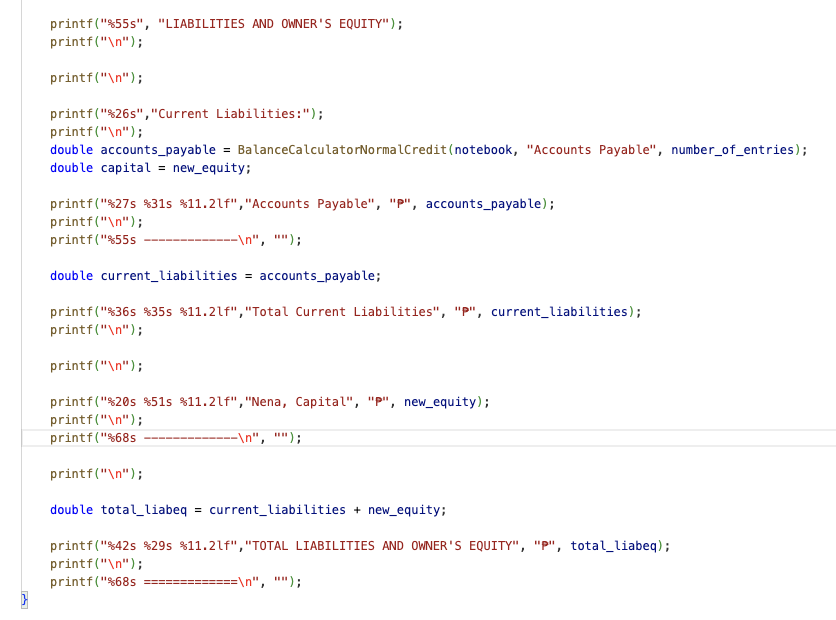 printf("%55s", "LIABILITIES AND OWNER'S EQUITY");
printf("\n");
printf("\n");
printf("%26s","Current Liabilities:");
printf("\n");
double accounts_payable = BalanceCalculatorNormalCredit(notebook, "Accounts Payable", number_of_entries);
double capital = new_equity;
printf("%27s %31s %11.2lf","Accounts Payable", "₱", accounts_payable);
printf("\n");
printf("%55s -------------\n", "");
double current_liabilities = accounts_payable;
printf("%36s %35s %11.2lf","Total Current Liabilities", "₱", current_liabilities);
printf("\n");
printf("\n");
printf("%20s %51s %11.2lf","Nena, Capital", "₱", new_equity);
printf("\n");
printf("%68s -------------\n", "");
printf("\n");
double total_liabeq = current_liabilities + new_equity;
printf("%42s %29s %11.2lf","TOTAL LIABILITIES AND OWNER'S EQUITY", "₱", total_liabeq);
printf("\n");
printf("%68s =============\n", "");
}